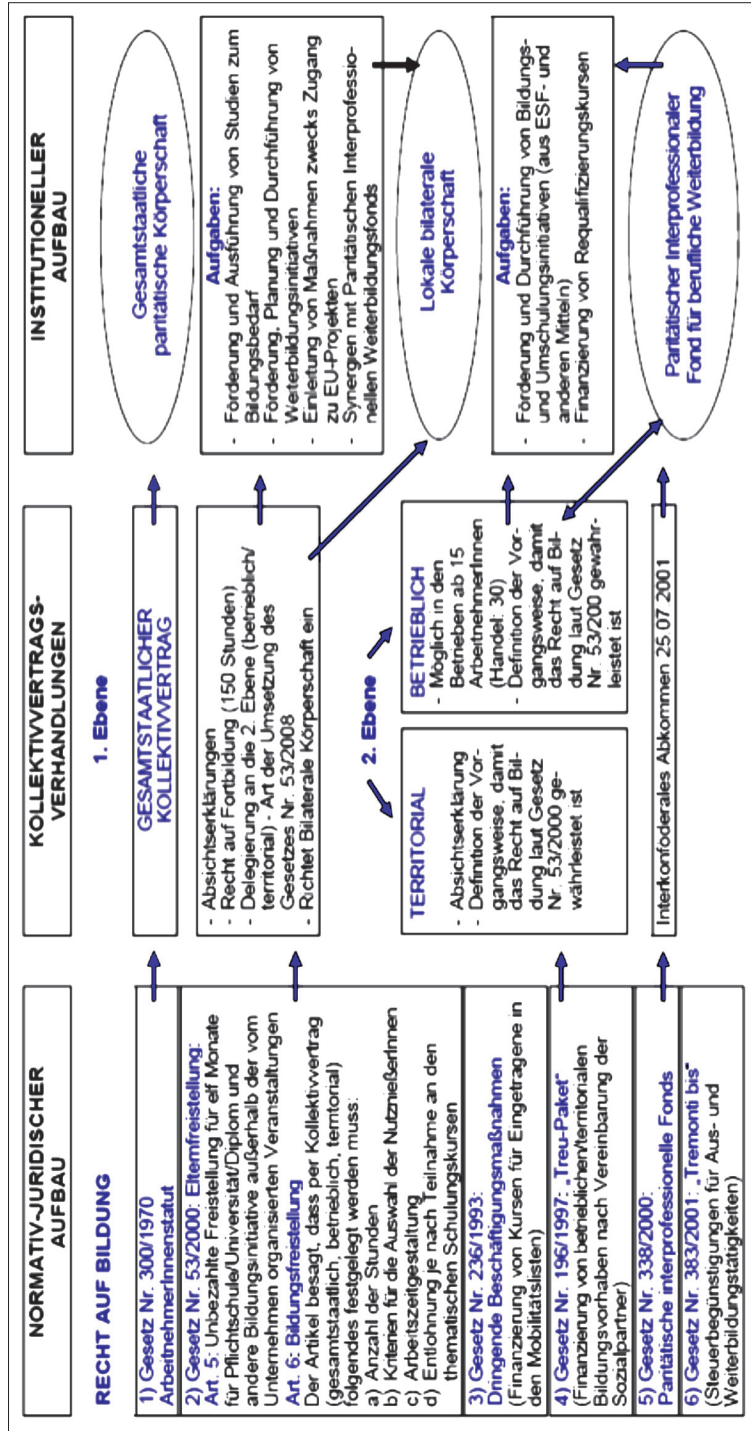 NORMATIV-JURIDISCHER
AUFBAU
RECHT AUF BILDUNG
1) Gesetz Nr. 300/1970
ArbeitnehmerInnenstatut
2) Gesetz Nr. 53/2000: Elternfreistellung:
Art. 5: Unbezahlte Freistellung für elf Monate
für Pflichtschule/Universität/Diplom und
andere Bildungsinitiative außerhalb der vom
Unternehmen organisierten Veranstaltungen
Art. 6: Bildungsfreistellung
Der Artikel besagt, dass per Kollektivvertrag
(gesamtstaatlich, betrieblich, territorial)
folgendes festgelegt werden muss:
a) Anzahl der Stunden
b) Kriterien für die Auswahl der NutznießerInnen
c) Arbeitszeitgestaltung
d) Entlohnung je nach Teilnahme an den
thematischen Schulungskursen
3) Gesetz Nr. 236/1993:
Dringende Beschäftigungsmaßnahmen
(Finanzierung von Kursen für Eingetragene in
den Mobilitätslisten)
4) Gesetz Nr. 196/1997: „Treu-Paket"
(Finanzierung von betrieblichen/territorialen
Bildungsvorhaben nach Vereinbarung der
Sozialpartner)
5) Gesetz Nr. 338/2000:
Paritätische interprofessionelle Fonds
6) Gesetz Nr. 383/2001: „Tremonti bis"
(Steuerbegünstigungen für Aus- und
Weiterbildungstätigkeiten)
KOLLEKTIVVERTRAGS-
VERHANDLUNGEN
1. Ebene
GESAMTSTAATLICHER
KOLLEKTIVVERTRAG
- Absichtserklärungen
- Recht auf Fortbildung (150 Stunden)
- Delegierung an die 2. Ebene (betrieblich/
territorial) - Art der Umsetzung des
Gesetzes Nr. 53/2008
- Richtet Bilaterale Körperschaft ein
2. Ebene
TERRITORIAL
- Absichtserklärung
- Definition der Vor-
gangsweise, damit
das Recht auf Bil-
dung laut Gesetz
Nr. 53/2000 ge-
währleistet ist
BETRIEBLICH
- Möglich in den
Betrieben ab 15
ArbeitnehmerInnen
(Handel: 30)
- Definition der Vor-
gangsweise, damit
das Recht auf Bil-
dung laut Gesetz
Nr. 53/200 gewähr-
leistet ist
Interkonföderales Abkommen 25 07 2001
INSTITUTIONELLER
AUFBAU
Gesamtstaatliche
paritätische Körperschaft
Aufgaben:
- Förderung und Ausführung von Studien zum
Bildungsbedarf
- Förderung, Planung und Durchführung von
Weiterbildungsinitiativen
- Einleitung von Maßnahmen zwecks Zugang
zu EU-Projekten
- Synergien mit Paritätischen Interprofessio-
nellen Weiterbildungsfonds
Lokale bilaterale
Körperschaft
Aufgaben:
- Förderung und Durchführung von Bildungs-
und Umschulungsinitiativen (aus ESF- und
anderen Mitteln)
- Finanzierung von Requalifizierungskursen
Paritätischer Interprofessionaler
Fond für berufliche Weiterbildung